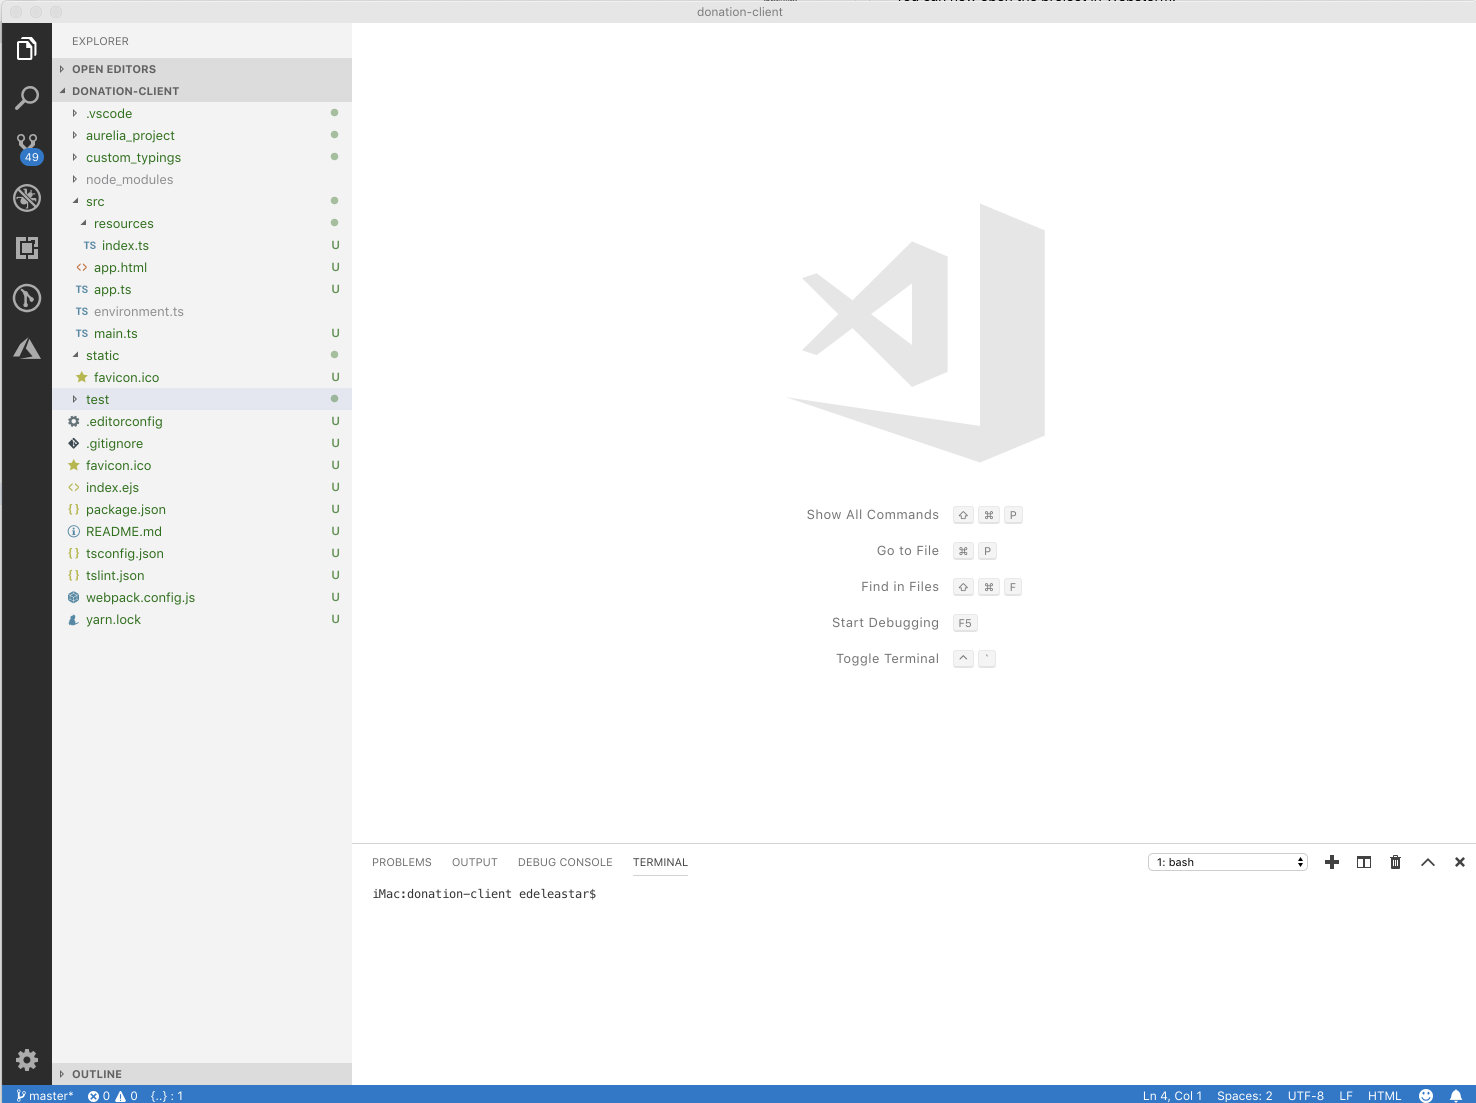 donation-client
EXPLORER
OPEN EDITORS
DONATION-CLIENT
.vscode
aurelia_project
custom_typings
node_modules
src
resources
TS index.ts U
<> app.html U
TS app.ts U
TS environment.ts
TS main.ts U
static
favicon.ico U
test
.editorconfig U
.gitignore U
favicon.ico U
<> index.ejs U
{} package.json U
README.md U
{} tsconfig.json U
{} tslint.json U
webpack.config.js U
yarn.lock U
49
OUTLINE
Show All Commands ⇧ ⌘ P
Go to File ⌘ P
Find in Files ⇧ ⌘ F
Start Debugging F5
Toggle Terminal ^ `
PROBLEMS OUTPUT DEBUG CONSOLE TERMINAL 1: bash
iMac:donation-client edeleastar$
master* 0 0 {..} : 1 Ln 4, Col 1 Spaces: 2 UTF-8 LF HTML